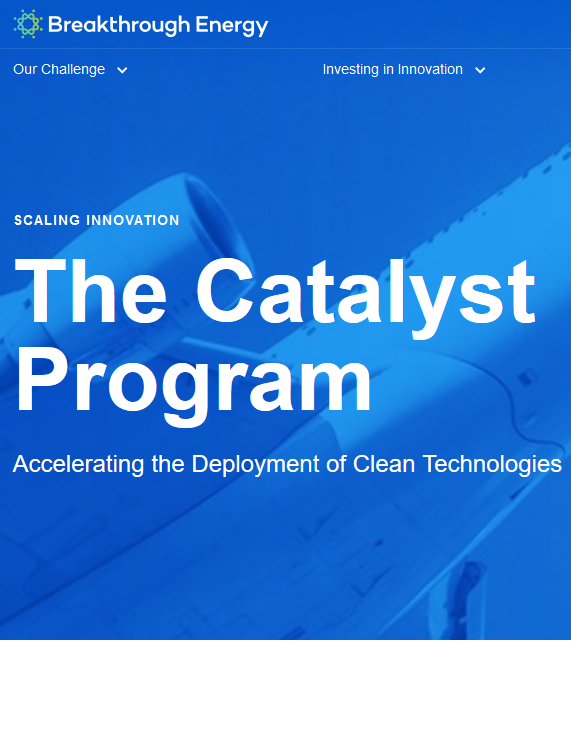 Breakthrough Energy
Our Challenge
Investing in Innovation
SCALING INNOVATION
The Catalyst
Program
Accelerating the Deployment of Clean Technologies